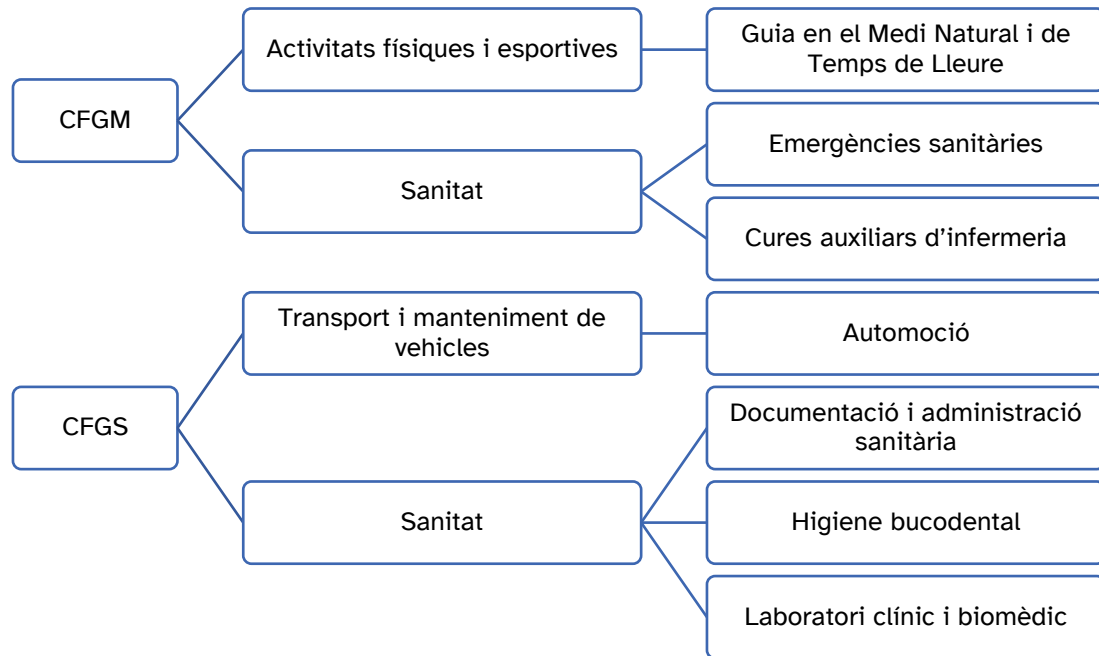 CFGM
Activitats físiques i esportives
Guia en el Medi Natural i de
Temps de Lleure
Sanitat
Emergències sanitàries
Cures auxiliars d’infermeria
CFGS
Transport i manteniment de
vehicles
Automoció
Sanitat
Documentació i administració
sanitària
Higiene bucodental
Laboratori clínic i biomèdic